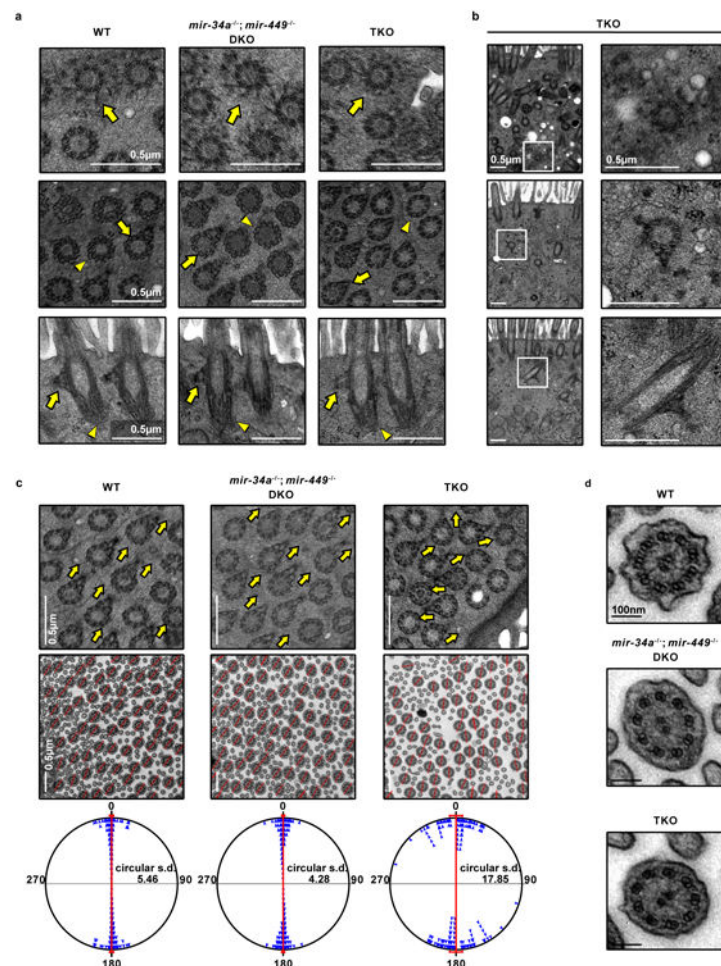 a
mir-34a-/-; mir-449-/-
WT DKO TKO
0.5µm
0.5µm
0.5µm
b
TKO
0.5µm
0.5µm
c
mir-34a-/-; mir-449-/-
WT DKO TKO
0.5µm
0.5µm
0 0 0
circular s.d. circular s.d. circular s.d.
270 5.46 4.28 90 270 17.85 90
180 180 180
d
WT
100nm
mir-34a-/-; mir-449-/-
DKO
TKO